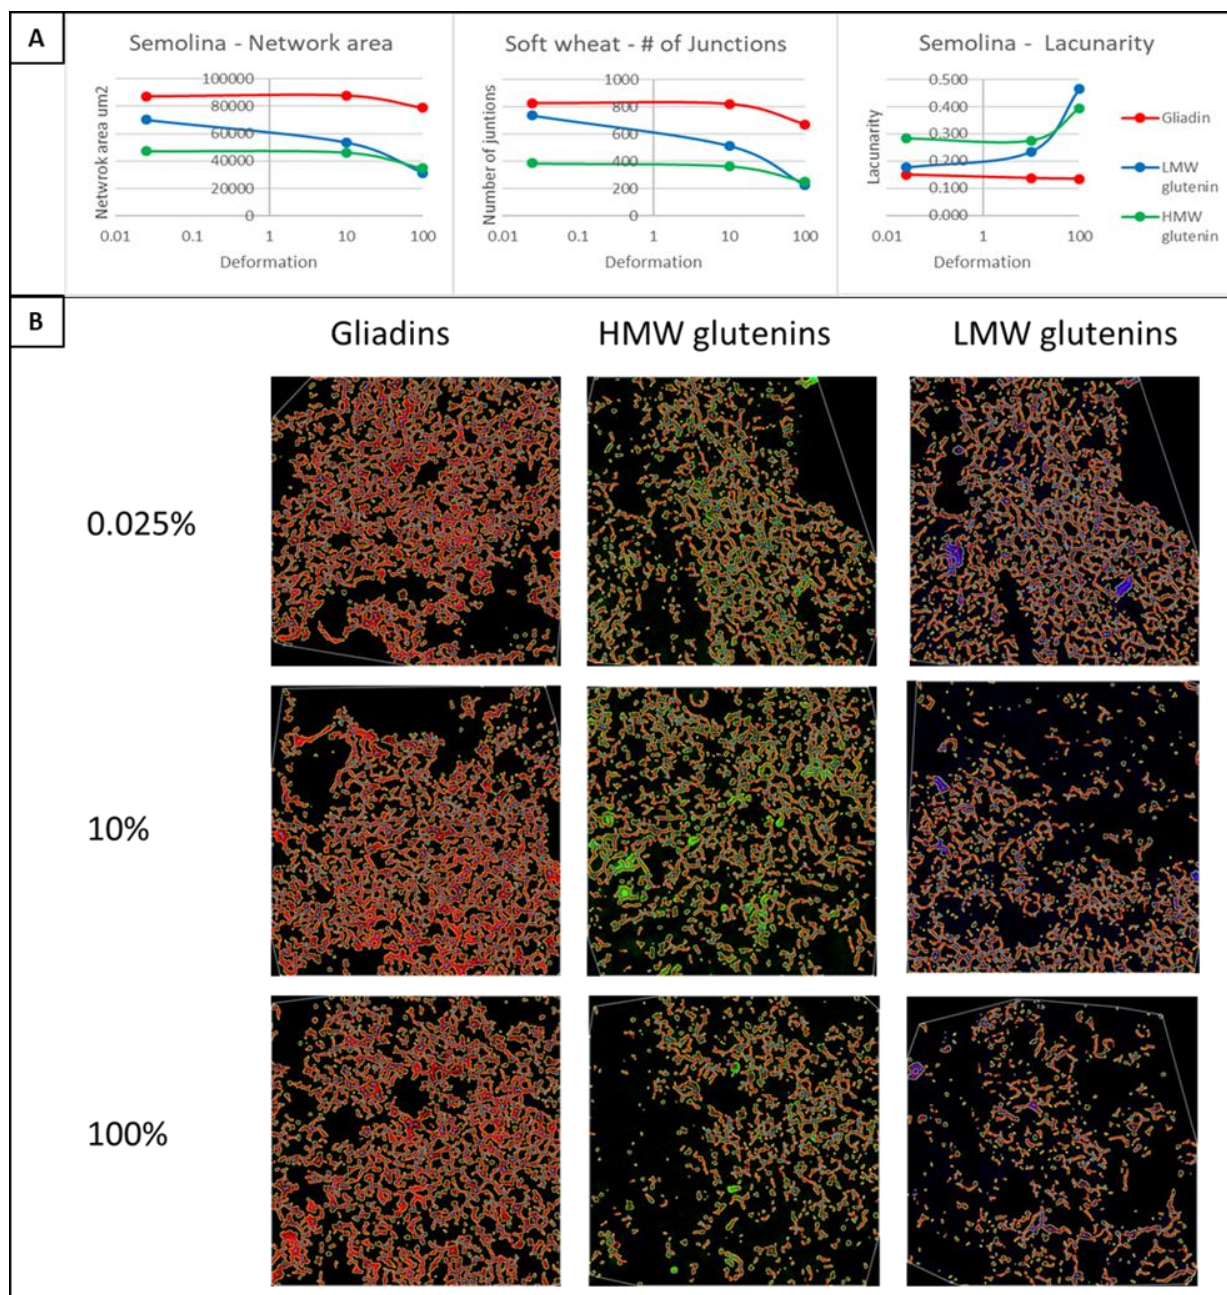 A
Semolina - Network area
Netwrok area um2
100000
80000
60000
40000
20000
0
0.01 0.1 1 10 100
Deformation
Soft wheat - # of Junctions
Number of juntions
1000
800
600
400
200
0
0.01 0.1 1 10 100
Deformation
Semolina - Lacunarity
Lacunarity
0.500
0.400
0.300
0.200
0.100
0.000
0.01 1 100
Deformation
Gliadin
LMW
glutenin
HMW
glutenin
B
Gliadins HMW glutenins LMW glutenins
0.025%
10%
100%